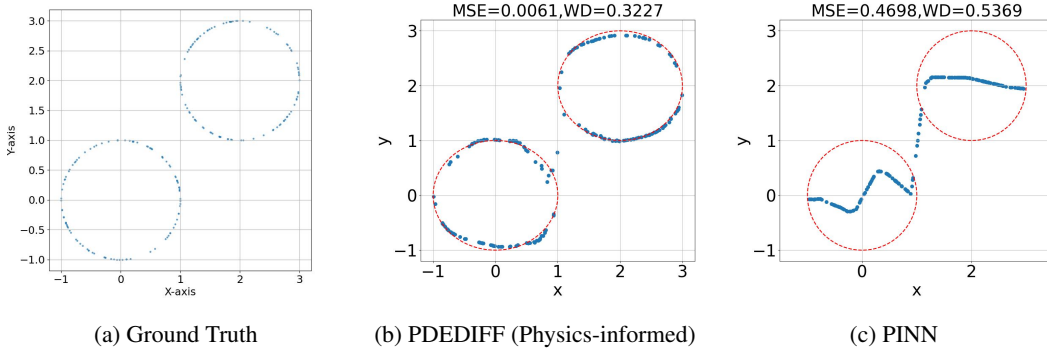 MSE=0.0061,WD=0.3227
MSE=0.4698,WD=0.5369
3.0
2.5
2.0
1.5
1.0
0.5
0.0
−0.5
−1.0
Y-axis
−1
0
1
2
3
X-axis
3
2
1
0
−1
y
−1
0
1
2
3
x
3
2
1
0
−1
y
0
2
x
(a) Ground Truth
(b) PDEDIFF (Physics-informed)
(c) PINN